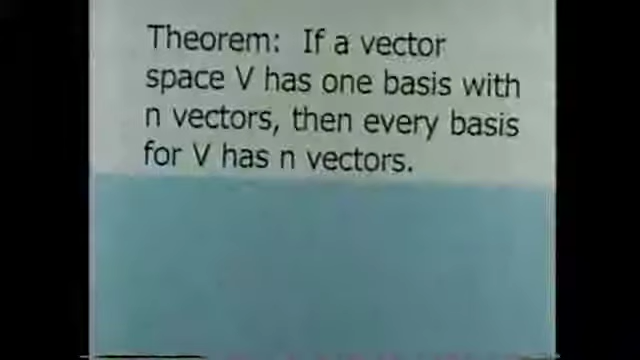 Theorem: If a vector
space V has one basis with
n vectors, then every basis
for V has n vectors.